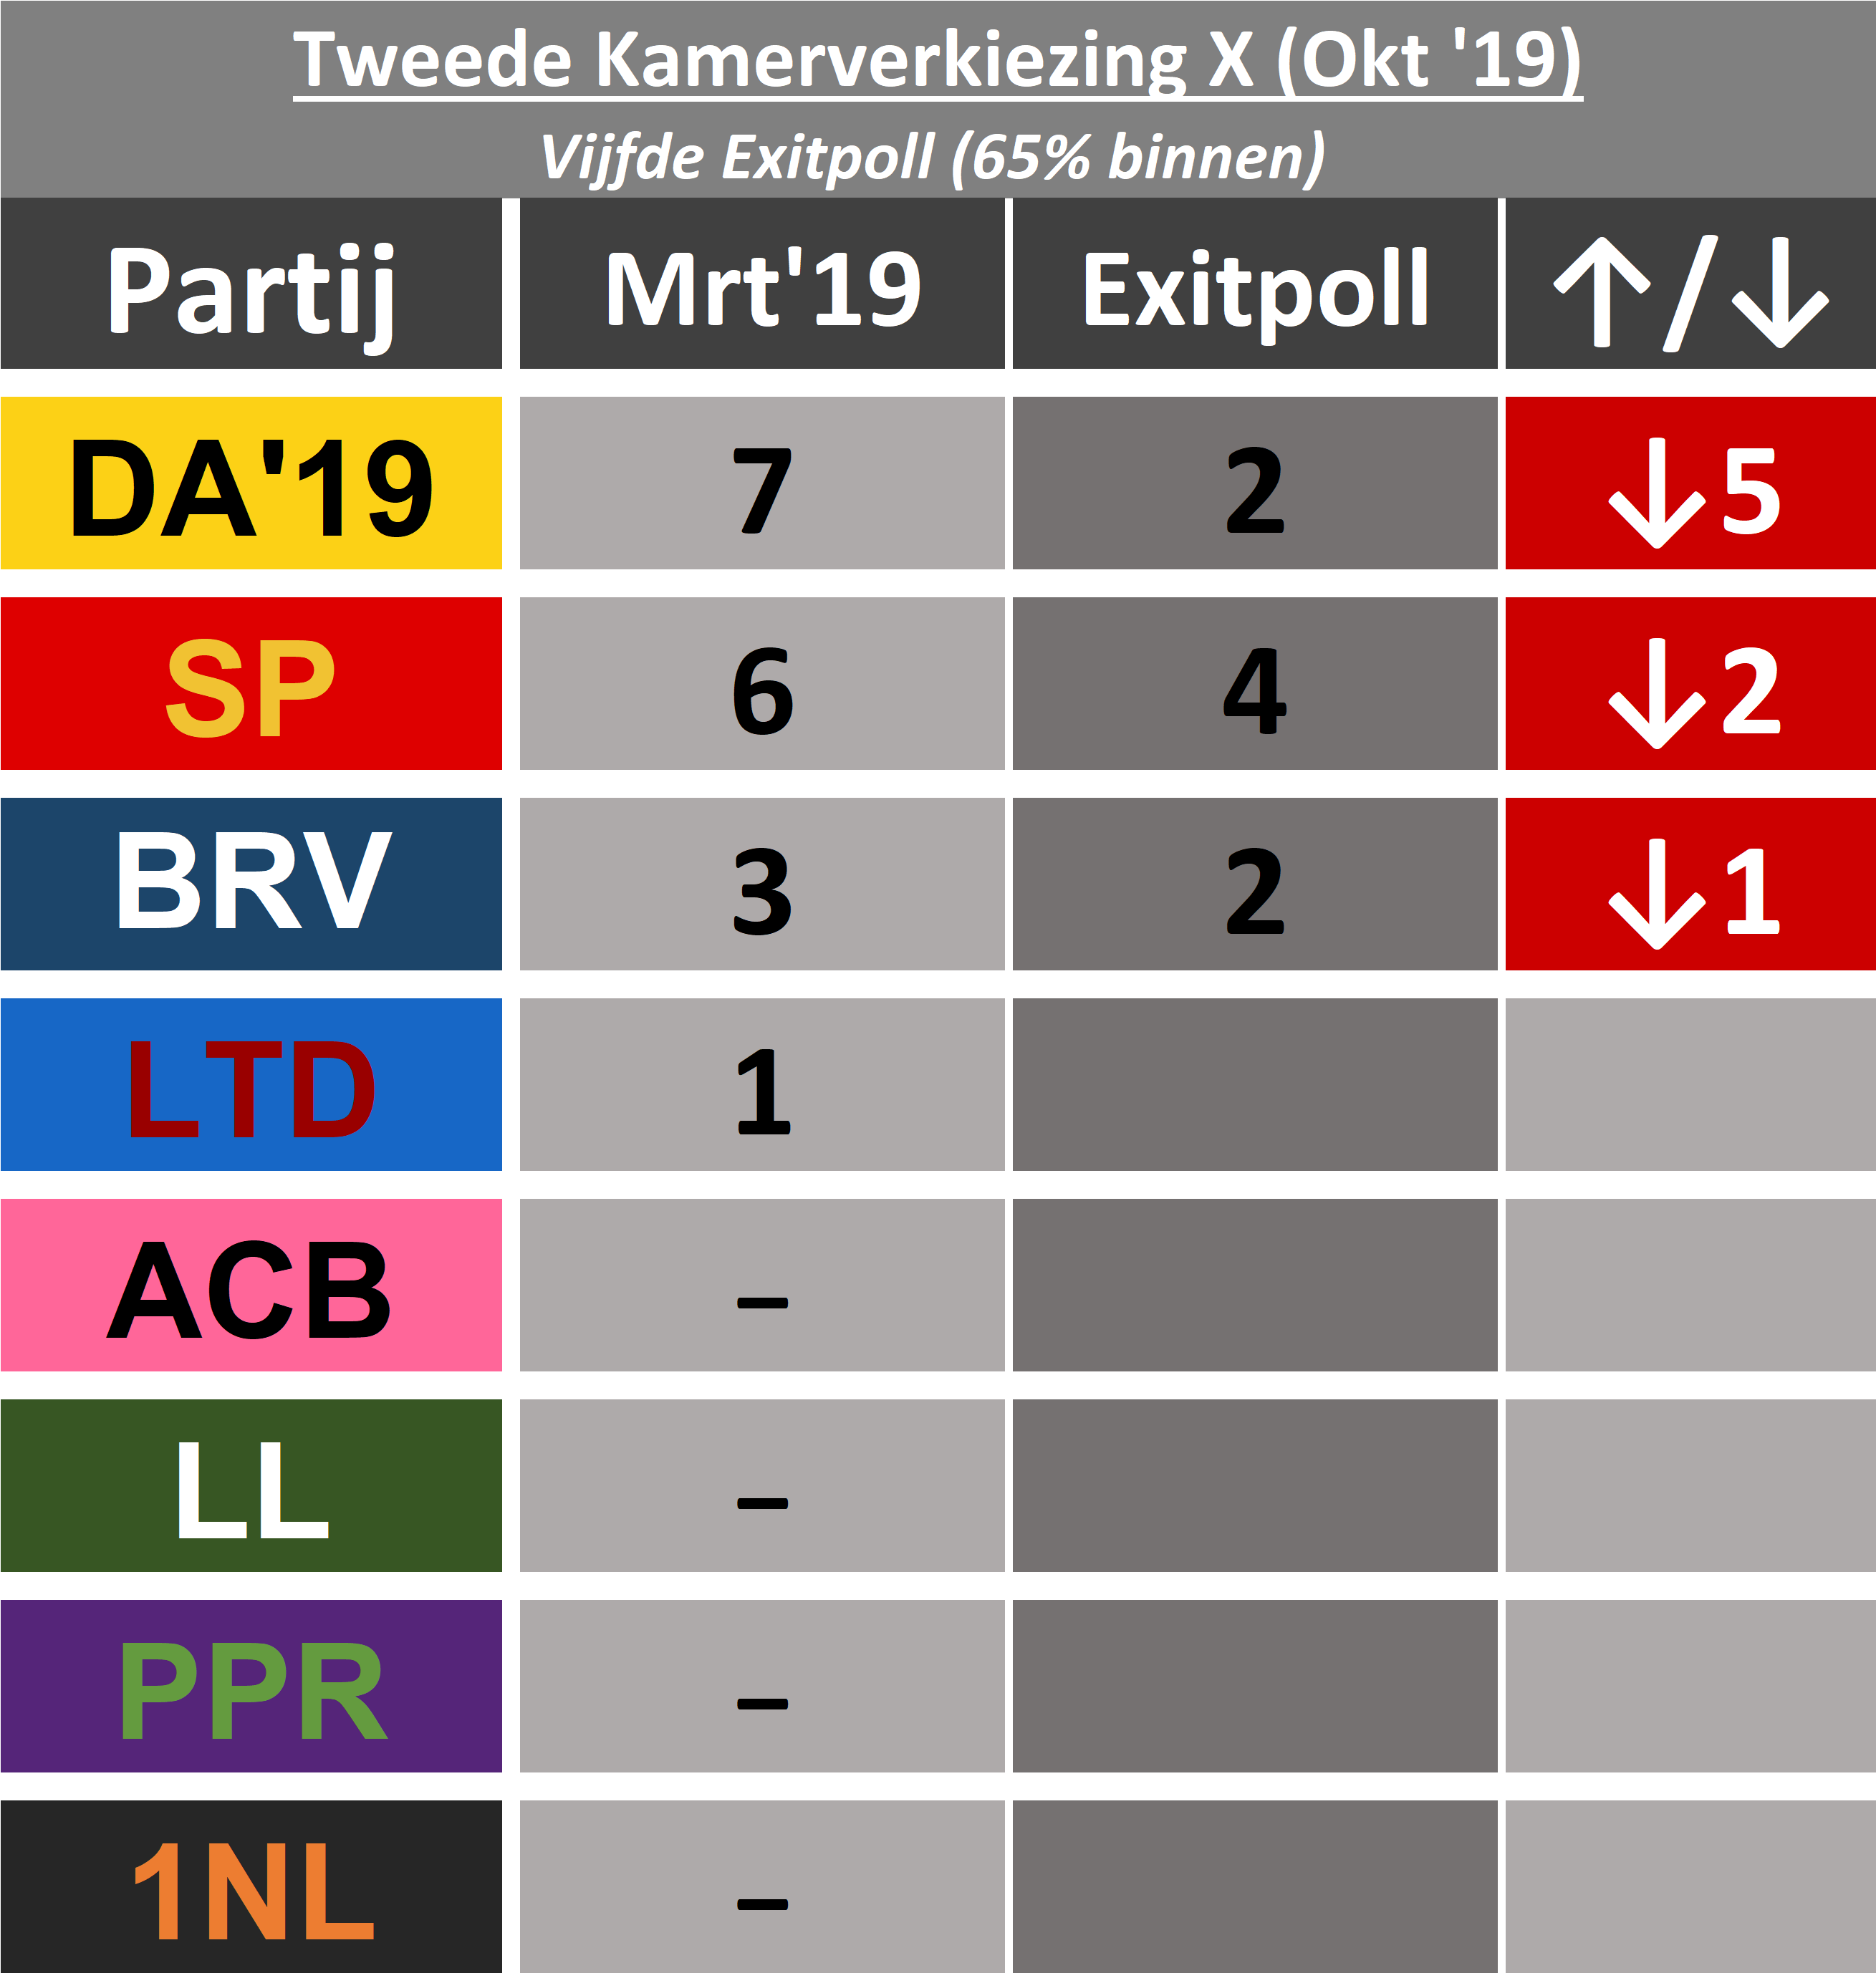 Tweede Kamerverkiezing X (Okt '19)
Vijfde Exitpoll (65% binnen)
Partij Mrt'19 Exitpoll ↑/↓
DA'19 7 2 ↓5
SP 6 4 ↓2
BRV 3 2 ↓1
LTD 1
ACB –
LL –
PPR –
1NL –